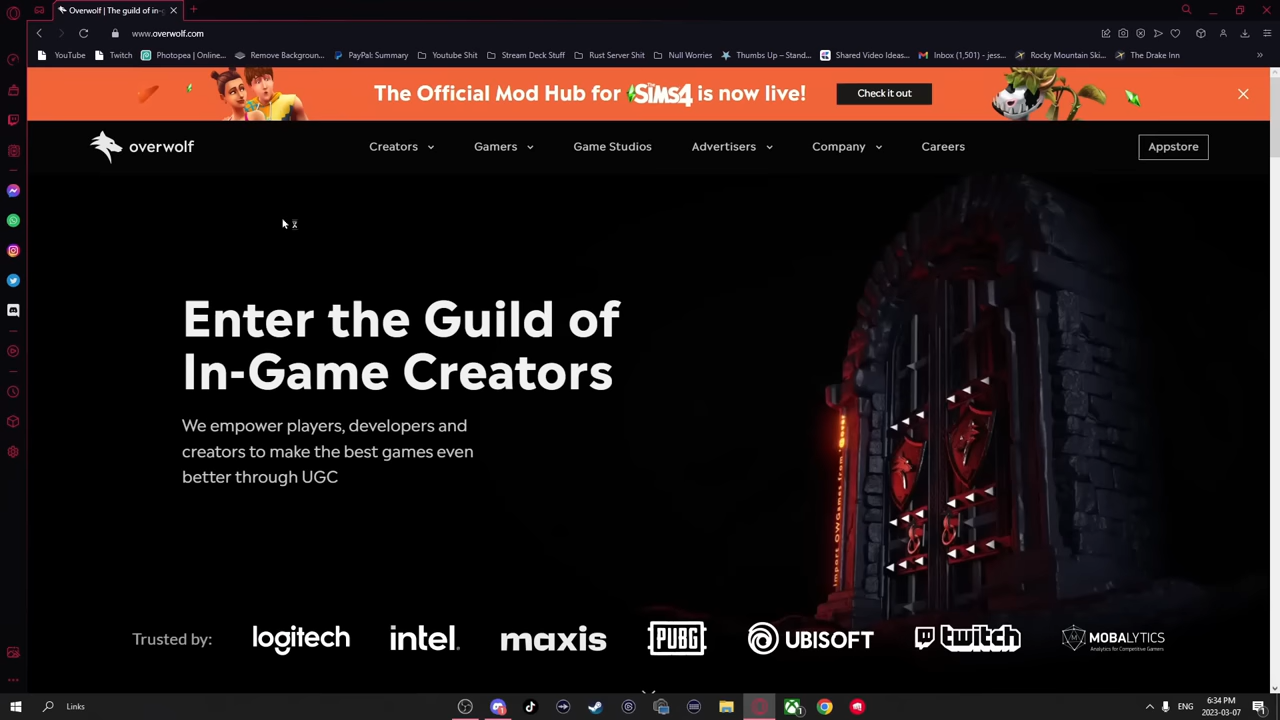 Overwolf | The guild of in-g
www.overwolf.com
YouTube
Twitch
Photopea | Online...
Remove Backgroun...
PayPal: Summary
Youtube Shit
Stream Deck Stuff
Rust Server Shit
Null Worries
Thumbs Up – Stand...
Shared Video Ideas...
Inbox (1,501) - jess...
Rocky Mountain Ski...
The Drake Inn
The Official Mod Hub for The SIMS4 is now live!
Check it out
overwolf
Creators
Gamers
Game Studios
Advertisers
Company
Careers
Appstore
Enter the Guild of
In-Game Creators
We empower players, developers and
creators to make the best games even
better through UGC
Trusted by:
logitech
intel.
maxis
PUBG
UBISOFT
twitch
MOBALYTICS
Analytics for Competitive Gamers
Links
ENG
6:34 PM
2023-03-07